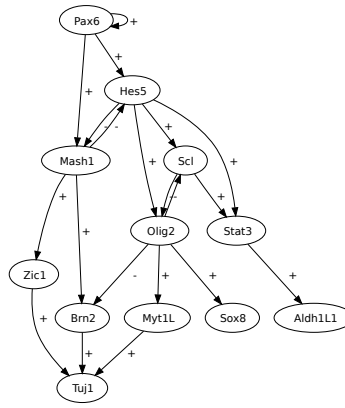 Pax6
+
+
+
Hes5
- -
+
Mash1
Scl
+
+
+
+
--
+
Olig2
Stat3
+
Zic1
-
+
+
+
Brn2
Myt1L
Sox8
Aldh1L1
+
+
+
Tuj1